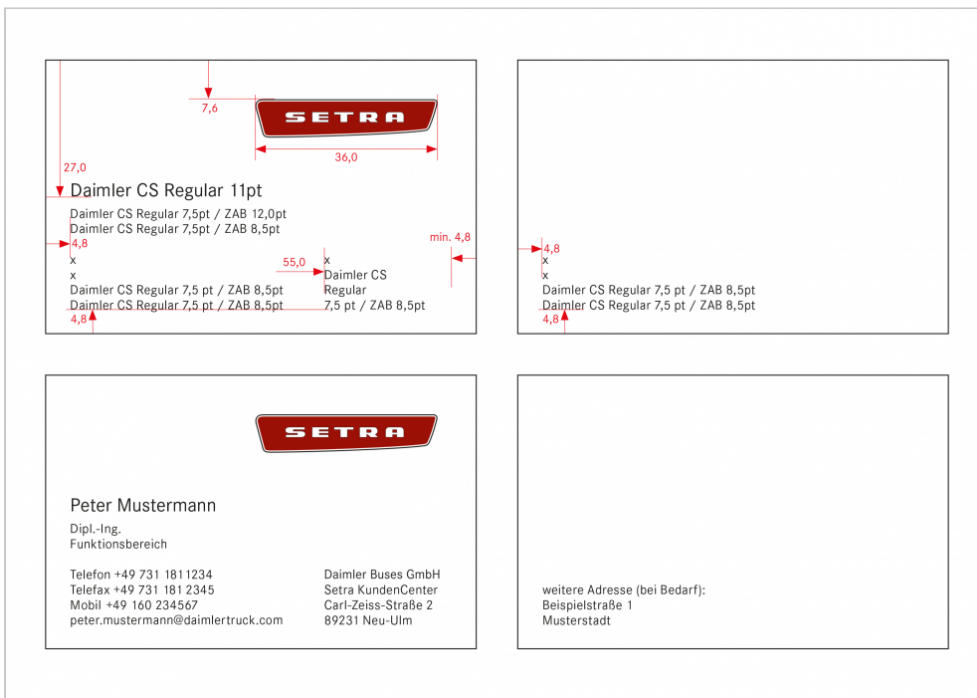 7,6
SETRA
36,0
27,0
Daimler CS Regular 11pt
Daimler CS Regular 7,5pt / ZAB 12,0pt
Daimler CS Regular 7,5pt / ZAB 8,5pt
4,8
x
x
Daimler CS Regular 7,5 pt / ZAB 8,5pt
Daimler CS Regular 7,5 pt / ZAB 8,5pt
4,8
min. 4,8
55,0
x
Daimler CS
Regular
7,5 pt / ZAB 8,5pt
4,8
x
x
Daimler CS Regular 7,5 pt / ZAB 8,5pt
Daimler CS Regular 7,5 pt / ZAB 8,5pt
4,8
SETRA
Peter Mustermann
Dipl.-Ing.
Funktionsbereich
Telefon +49 731 1811234
Telefax +49 731 181 2345
Mobil +49 160 234567
peter.mustermann@daimlertruck.com
Daimler Buses GmbH
Setra KundenCenter
Carl-Zeiss-Straße 2
89231 Neu-Ulm
weitere Adresse (bei Bedarf):
Beispielstraße 1
Musterstadt